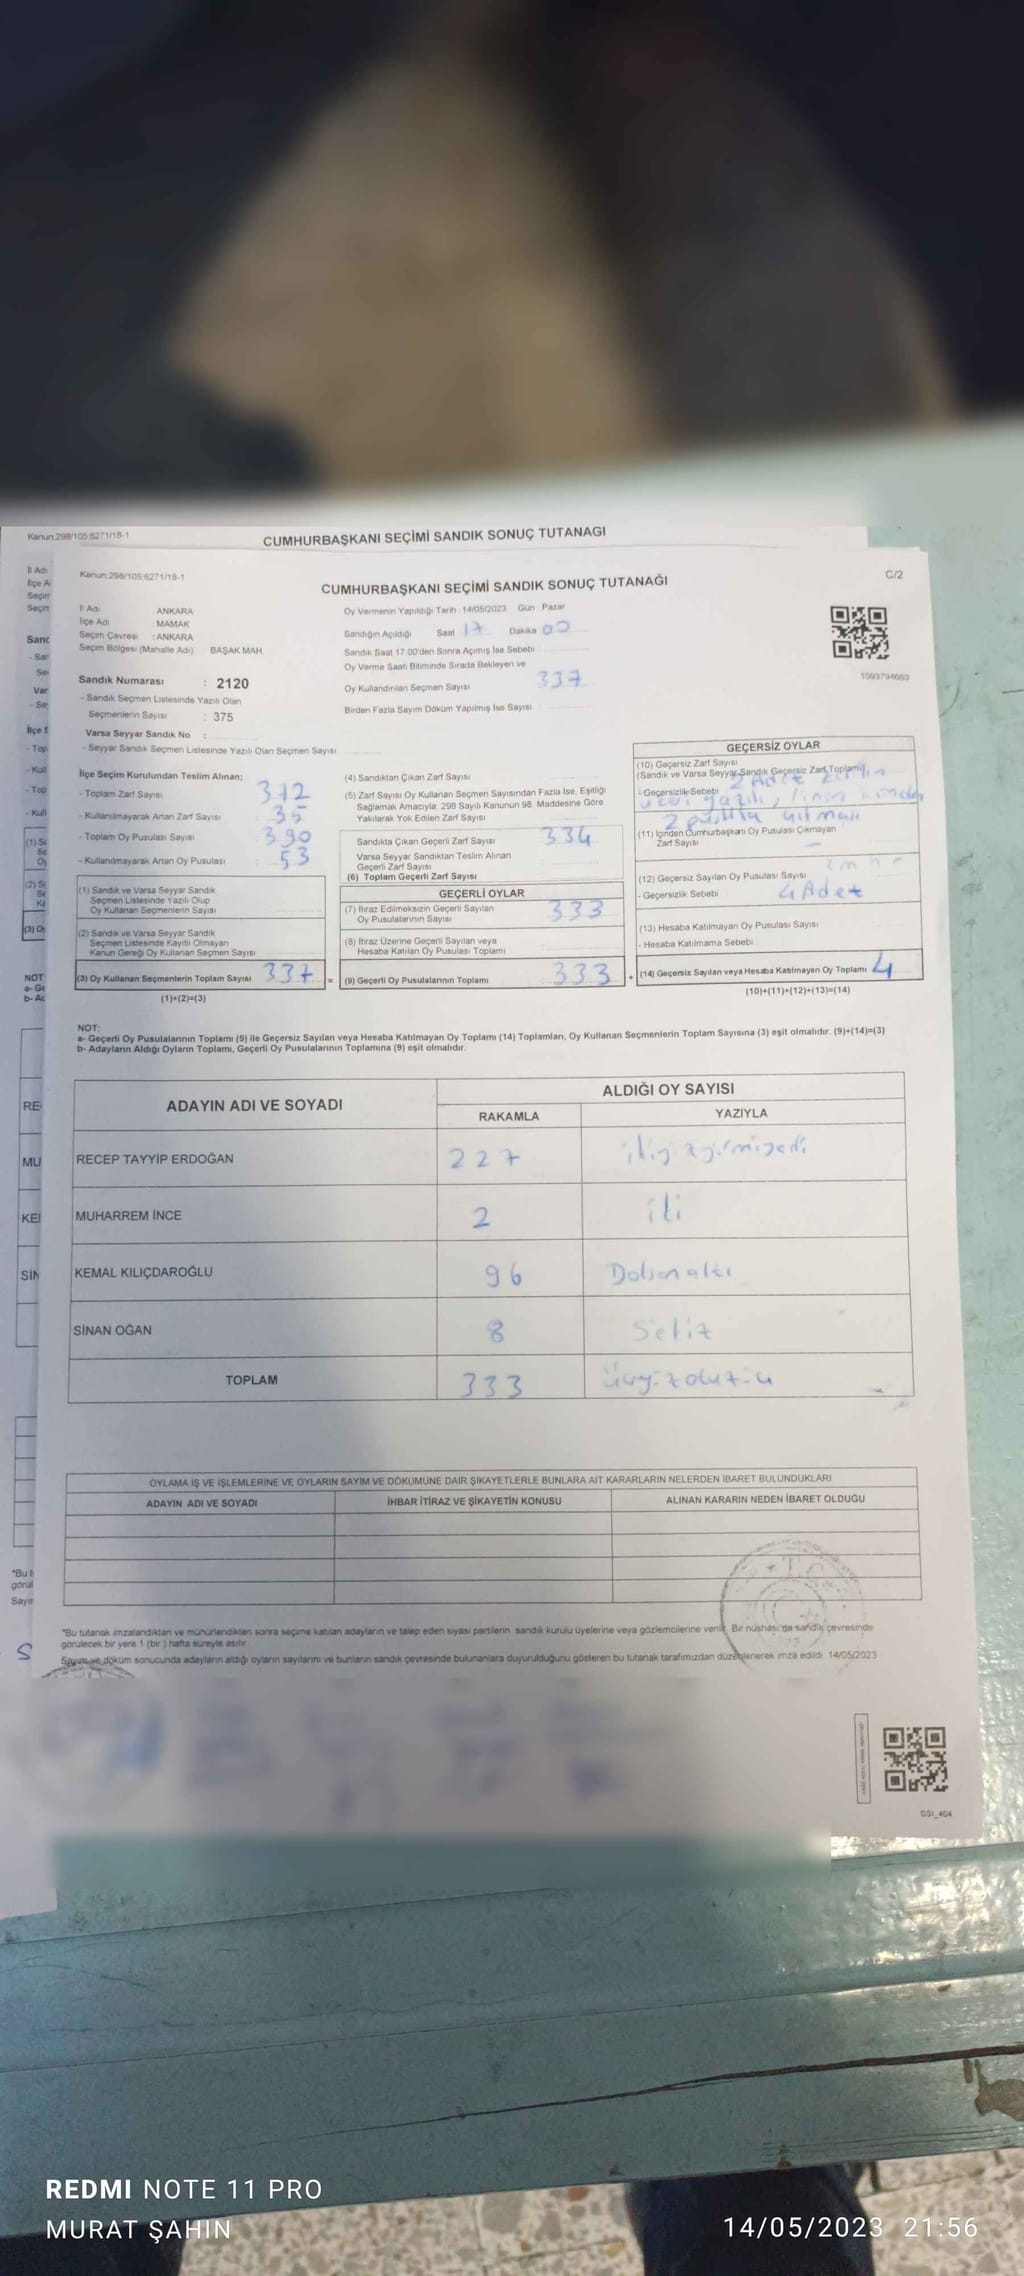 Kanun:298/105:6271/18-1
CUMHURBAŞKANI SEÇİMİ SANDIK SONUÇ TUTANAĞI
Kanun:298/105:6271/18-1
C/2
CUMHURBAŞKANI SEÇİMİ SANDIK SONUÇ TUTANAĞI
İl Adı ANKARA
İlçe Adı MAMAK
Seçim Çevresi : ANKARA
Seçim Bölgesi (Mahalle Adı) BAŞAK MAH
Sandık Numarası : 2120
- Sandık Seçmen Listesinde Yazılı Olan
Seçmenlerin Sayısı : 375
Varsa Seyyar Sandık No :
- Seyyar Sandık Seçmen Listesinde Yazılı Olan Seçmen Sayısı
Oy Vermenin Yapıldığı Tarih : 14/05/2023 Gün Pazar
Sandığın Açıldığı Saat 17 Dakika 00
Sandık Saat 17:00'den Sonra Açımış İse Sebebi
Oy Verme Saati Bitiminde Sırada Bekleyen ve
Oy Kullandırılan Seçmen Sayısı 337
Birden Fazla Sayım Döküm Yapılmış İse Sayısı
1093794663
İlçe Seçim Kurulundan Teslim Alınan;
- Toplam Zarf Sayısı 372
- Kullanılmayarak Artan Zarf Sayısı 35
- Toplam Oy Pusulası Sayısı 390
- Kullanılmayarak Artan Oy Pusulası 53
(1) Sandık ve Varsa Seyyar Sandık
Seçmen Listesinde Yazılı Olup
Oy Kullanan Seçmenlerin Sayısı
(2) Sandık ve Varsa Seyyar Sandık
Seçmen Listesinde Kayıtlı Olmayan
Kanun Gereği Oy Kullanan Seçmen Sayısı
(3) Oy Kullanan Seçmenlerin Toplam Sayısı 337 =
(1)+(2)=(3)
(4) Sandıktan Çıkan Zarf Sayısı
(5) Zarf Sayısı Oy Kullanan Seçmen Sayısından Fazla İse, Eşitliği
Sağlamak Amacıyla; 298 Sayılı Kanunun 98. Maddesine Göre
Yakılarak Yok Edilen Zarf Sayısı
Sandıkta Çıkan Geçerli Zarf Sayısı 334
Varsa Seyyar Sandıktan Teslim Alınan
Geçerli Zarf Sayısı
(6) Toplam Geçerli Zarf Sayısı
GEÇERLİ OYLAR
(7) İtiraz Edilmeksizin Geçerli Sayılan
Oy Pusulalarının Sayısı 333
(8) İtiraz Üzerine Geçerli Sayılan veya
Hesaba Katılan Oy Pusulası Toplamı
(9) Geçerli Oy Pusulalarının Toplamı 333 +
GEÇERSİZ OYLAR
(10) Geçersiz Zarf Sayısı
(Sandık ve Varsa Seyyar Sandık Geçersiz Zarf Toplamı)
2 Adet zarfın
- Geçersizlik Sebebi
üzeri yazılı,
2 pusula
(11) İçinden Cumhurbaşkanı Oy Pusulası Çıkmayan
Zarf Sayısı
(12) Geçersiz Sayılan Oy Pusulası Sayısı
- Geçersizlik Sebebi 4 Adet
(13) Hesaba Katılmayan Oy Pusulası Sayısı
- Hesaba Katılmama Sebebi
(14) Geçersiz Sayılan veya Hesaba Katılmayan Oy Toplamı 4
(10)+(11)+(12)+(13)=(14)
NOT:
a- Geçerli Oy Pusulalarının Toplamı (9) ile Geçersiz Sayılan veya Hesaba Katılmayan Oy Toplamı (14) Toplamları, Oy Kullanan Seçmenlerin Toplam Sayısına (3) eşit olmalıdır. (9)+(14)=(3)
b- Adayların Aldığı Oyların Toplamı, Geçerli Oy Pusulalarının Toplamına (9) eşit olmalıdır.
ADAYIN ADI VE SOYADI
ALDIĞI OY SAYISI
RAKAMLA YAZIYLA
RECEP TAYYİP ERDOĞAN 227 ikiyüzyirmiyedi
MUHARREM İNCE 2 iki
KEMAL KILIÇDAROĞLU 96 Doksanaltı
SİNAN OĞAN 8 Sekiz
TOPLAM 333 Üçyüzotuzüç
OYLAMA İŞ VE İŞLEMLERİNE VE OYLARIN SAYIM VE DÖKÜMÜNE DAİR ŞİKAYETLERLE BUNLARA AİT KARARLARIN NELERDEN İBARET BULUNDUKLARI
ADAYIN ADI VE SOYADI İHBAR İTİRAZ VE ŞİKAYETİN KONUSU ALINAN KARARIN NEDEN İBARET OLDUĞU
*Bu tutanak imzalandıktan ve mühürlendikten sonra seçime katılan adayların ve talep eden siyasi partilerin sandık kurulu üyelerine veya gözlemcilerine verilir. Bir nüshası da sandık çevresinde
görülecek bir yere 1 (bir) hafta süreyle asılır
Sayım ve döküm sonucunda adayların aldığı oyların sayılarını ve bunların sandık çevresinde bulunanlara duyurulduğunu gösteren bu tutanak tarafımızdan düzenlenerek imza edildi. 14/05/2023
SSI_404
REDMI NOTE 11 PRO
MURAT ŞAHIN
14/05/2023 21:56